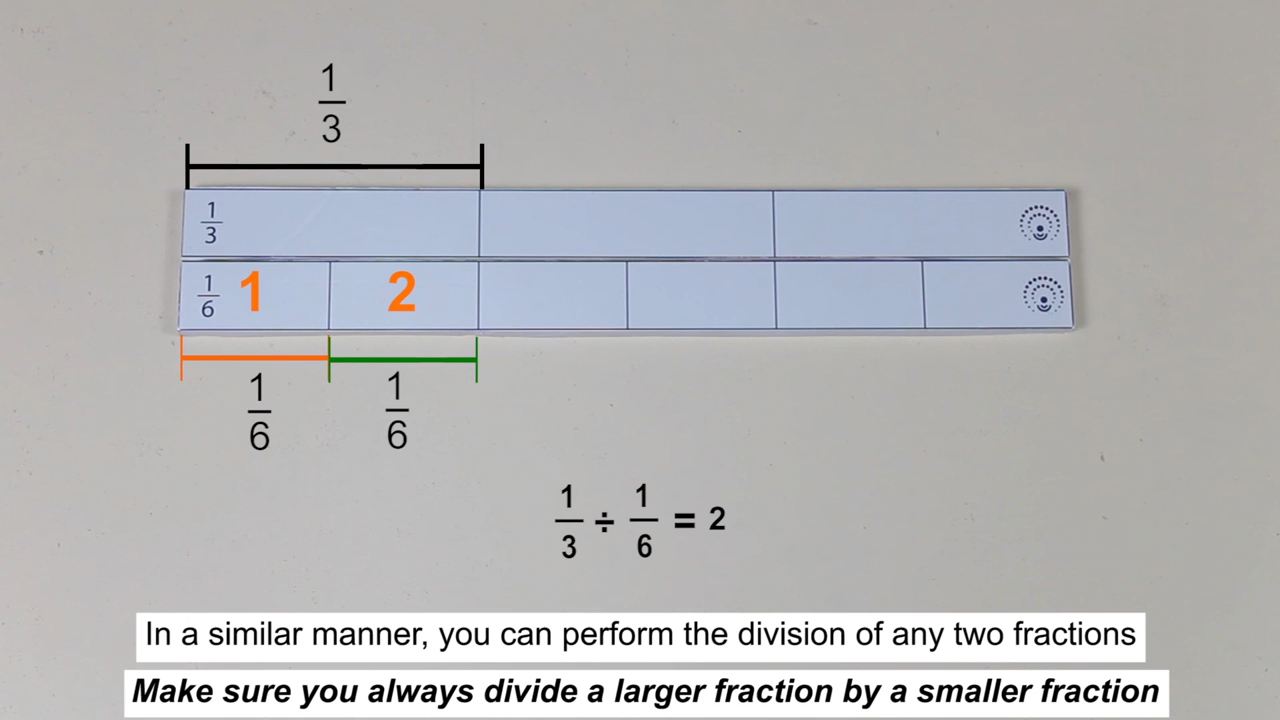 1/3
1/3
1/6 1 2
1/6 1/6
1/3 ÷ 1/6 = 2
In a similar manner, you can perform the division of any two fractions
Make sure you always divide a larger fraction by a smaller fraction